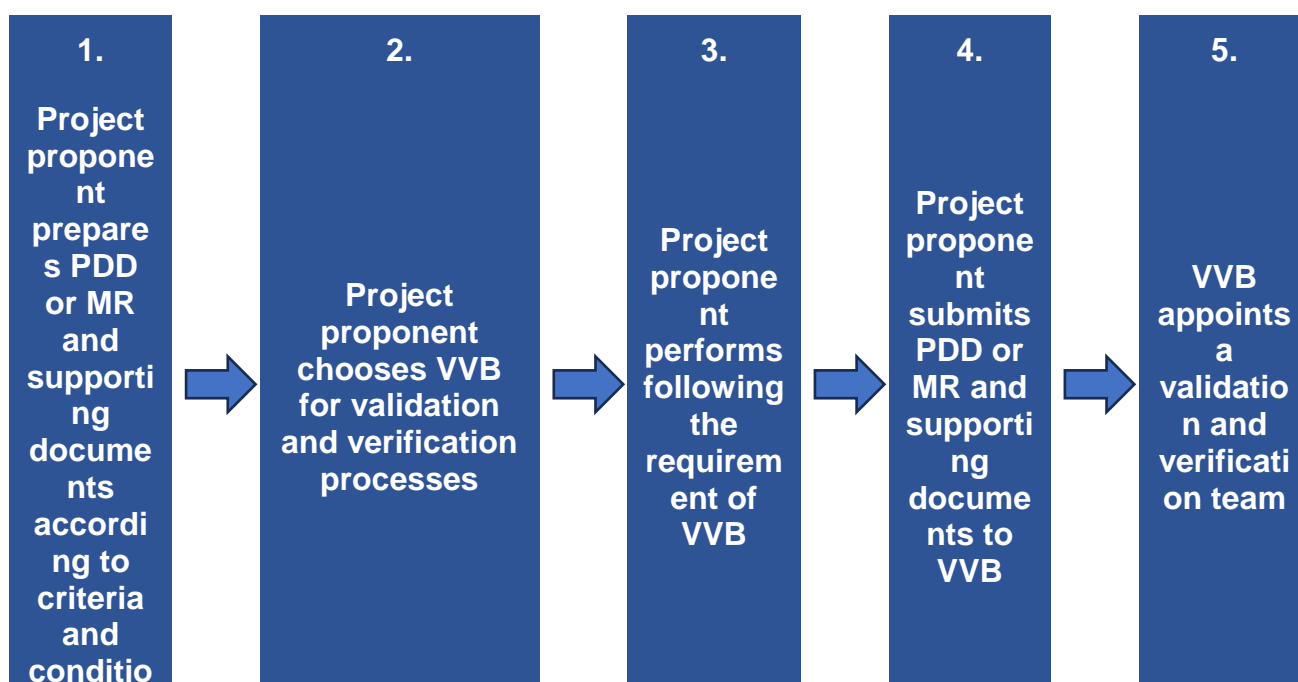 1.
Project
propone
nt
prepare
s PDD
or MR
and
supporti
ng
docume
nts
accordi
ng to
criteria
and
conditio
2.
Project
proponent
chooses VVB
for validation
and verification
processes
3.
Project
propone
nt
performs
following
the
requirem
ent of
VVB
4.
Project
propone
nt
submits
PDD or
MR and
supporti
ng
docume
nts to
VVB
5.
VVB
appoints
a
validatio
n and
verificati
on team